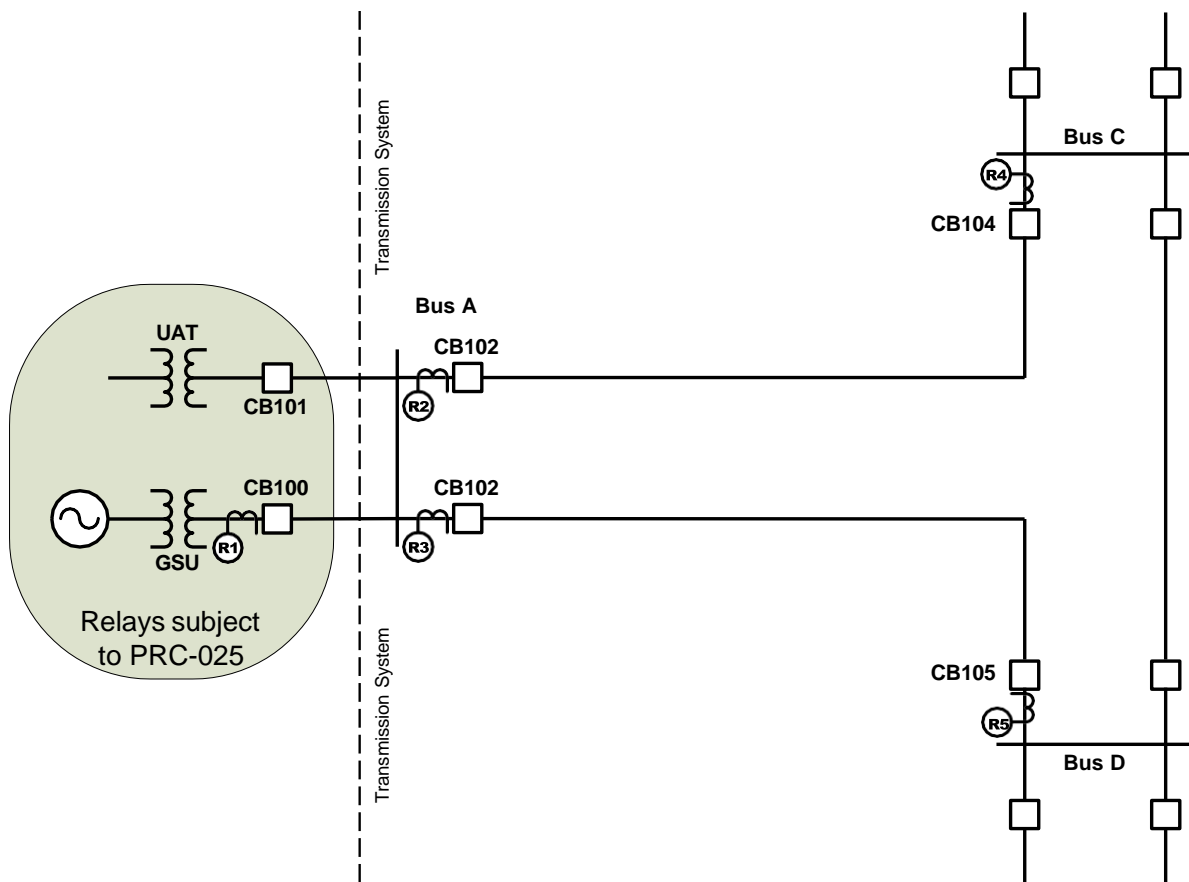 Transmission System
Bus C
R4
CB104
Bus A
UAT
CB102
CB101
R2
CB100
CB102
R1
R3
GSU
Relays subject
to PRC-025
Transmission System
CB105
R5
Bus D